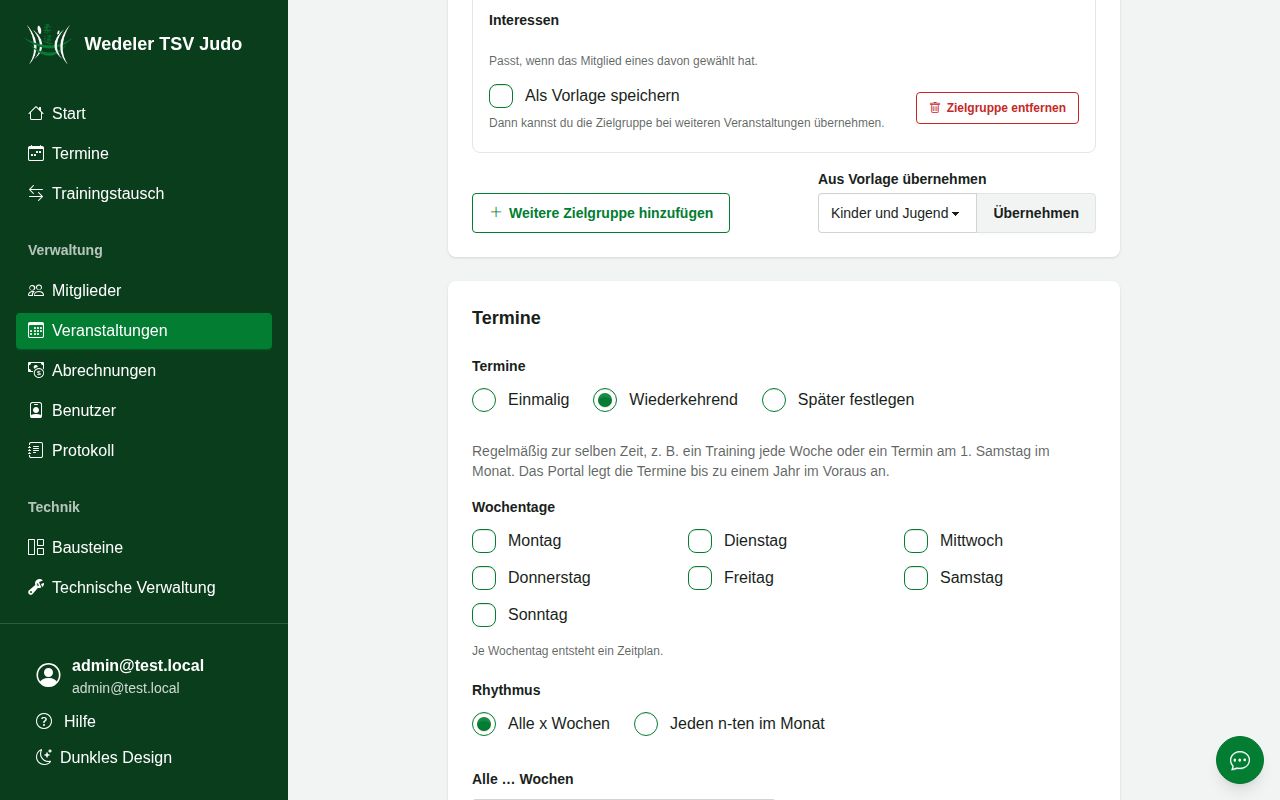 Wedeler TSV Judo
Start
Termine
Trainingstausch
Verwaltung
Mitglieder
Veranstaltungen
Abrechnungen
Benutzer
Protokoll
Technik
Bausteine
Technische Verwaltung
admin@test.local
admin@test.local
Hilfe
Dunkles Design
Interessen
Passt, wenn das Mitglied eines davon gewählt hat.
Als Vorlage speichern
Dann kannst du die Zielgruppe bei weiteren Veranstaltungen übernehmen.
Zielgruppe entfernen
Weitere Zielgruppe hinzufügen
Aus Vorlage übernehmen
Kinder und Jugend
Übernehmen
Termine
Termine
Einmalig
Wiederkehrend
Später festlegen
Regelmäßig zur selben Zeit, z. B. ein Training jede Woche oder ein Termin am 1. Samstag im
Monat. Das Portal legt die Termine bis zu einem Jahr im Voraus an.
Wochentage
Montag
Dienstag
Mittwoch
Donnerstag
Freitag
Samstag
Sonntag
Je Wochentag entsteht ein Zeitplan.
Rhythmus
Alle x Wochen
Jeden n-ten im Monat
Alle … Wochen